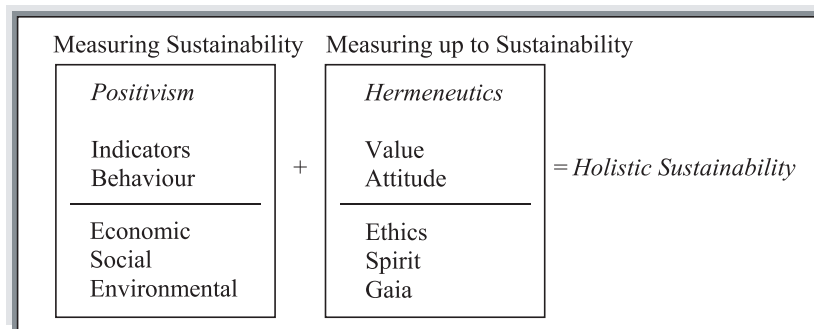 Measuring Sustainability
Measuring up to Sustainability
Positivism
Indicators
Behaviour
Economic
Social
Environmental
+
Hermeneutics
Value
Attitude
Ethics
Spirit
Gaia
= Holistic Sustainability